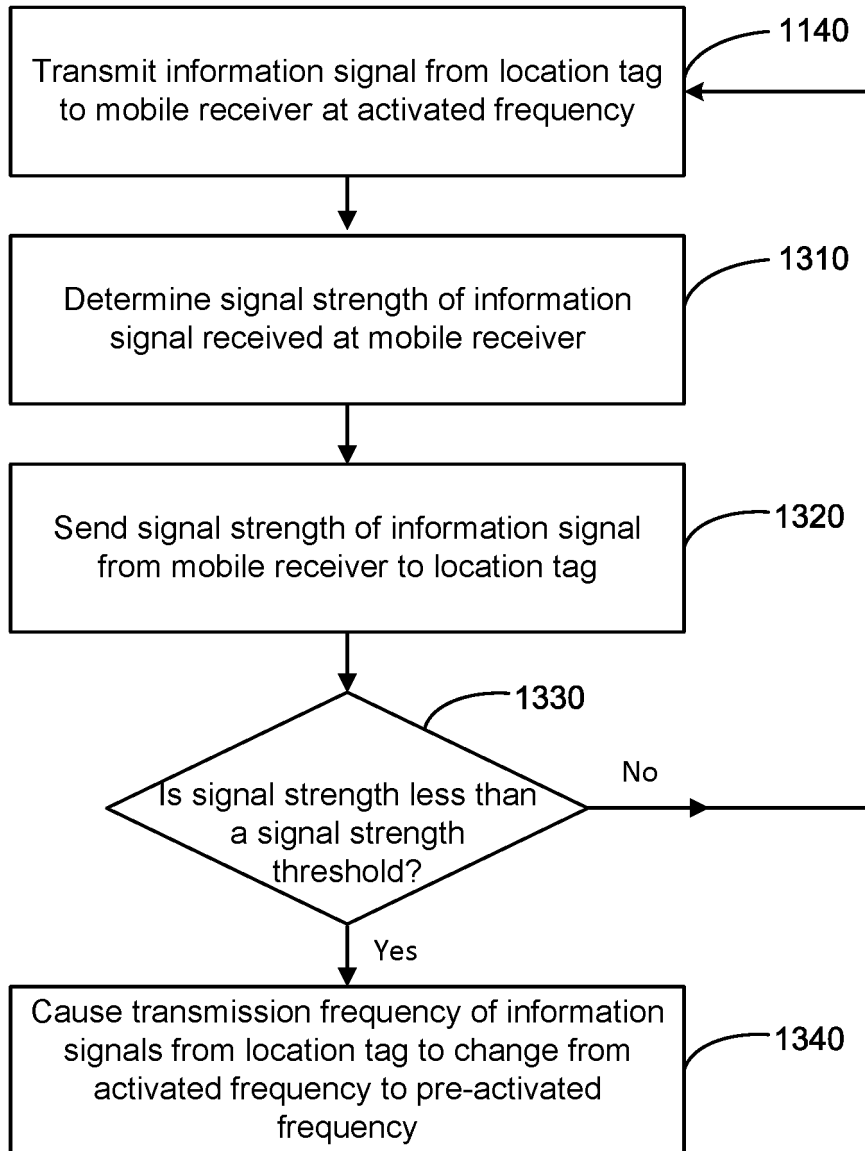 1140
Transmit information signal from location tag
to mobile receiver at activated frequency
1310
Determine signal strength of information
signal received at mobile receiver
1320
Send signal strength of information signal
from mobile receiver to location tag
1330
Is signal strength less than
a signal strength
threshold?
No
Yes
Cause transmission frequency of information
signals from location tag to change from
activated frequency to pre-activated
frequency
1340